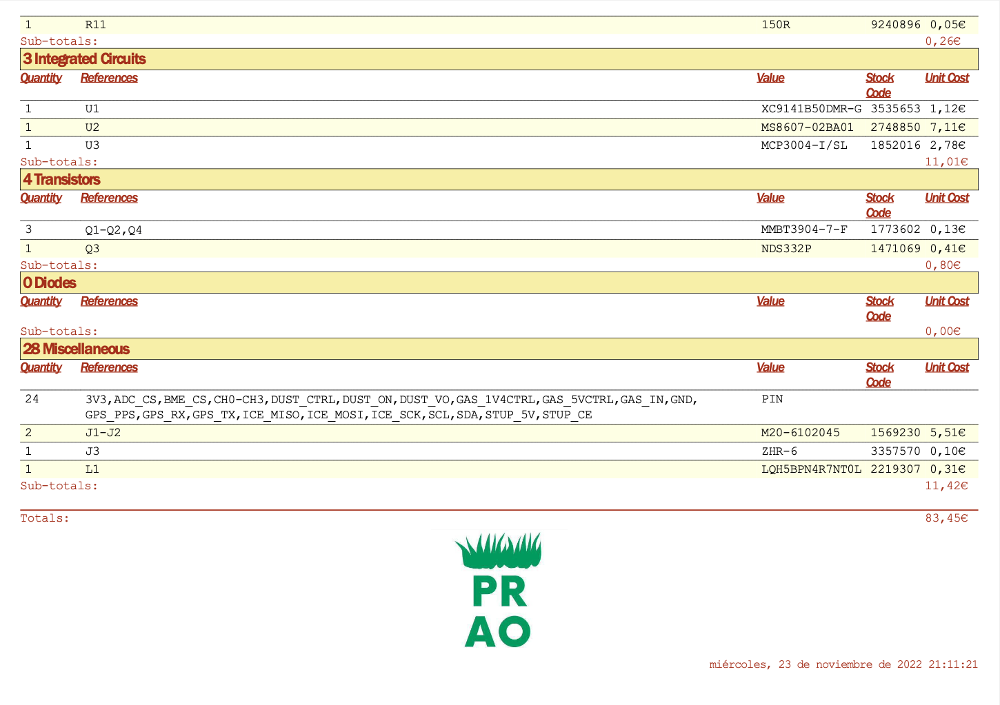 1 R11 150R 9240896 0,05€
Sub-totals: 0,26€
3 Integrated Circuits
Quantity References Value Stock Code Unit Cost
1 U1 XC9141B50DMR-G 3535653 1,12€
1 U2 MS8607-02BA01 2748850 7,11€
1 U3 MCP3004-I/SL 1852016 2,78€
Sub-totals: 11,01€
4 Transistors
Quantity References Value Stock Code Unit Cost
3 Q1-Q2,Q4 MMBT3904-7-F 1773602 0,13€
1 Q3 NDS332P 1471069 0,41€
Sub-totals: 0,80€
0 Diodes
Quantity References Value Stock Code Unit Cost
Sub-totals: 0,00€
28 Miscellaneous
Quantity References Value Stock Code Unit Cost
24 3V3,ADC_CS,BME_CS,CH0-CH3,DUST_CTRL,DUST_ON,DUST_VO,GAS_1V4CTRL,GAS_5VCTRL,GAS_IN,GND, PIN
GPS_PPS,GPS_RX,GPS_TX,ICE_MISO,ICE_MOSI,ICE_SCK,SCL,SDA,STUP_5V,STUP_CE
2 J1-J2 M20-6102045 1569230 5,51€
1 J3 ZHR-6 3357570 0,10€
1 L1 LQH5BPN4R7NT0L 2219307 0,31€
Sub-totals: 11,42€
Totals: 83,45€
PR
AO
miércoles, 23 de noviembre de 2022 21:11:21